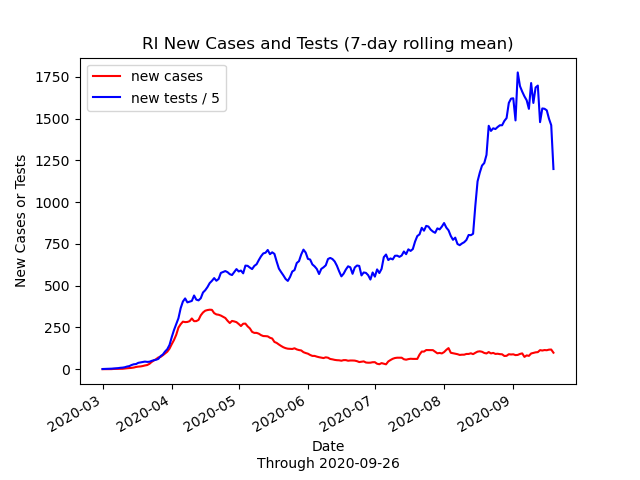 RI New Cases and Tests (7-day rolling mean)
new cases
new tests / 5
New Cases or Tests
1750
1500
1250
1000
750
500
250
0
2020-03
2020-04
2020-05
2020-06
2020-07
2020-08
2020-09
Date
Through 2020-09-26